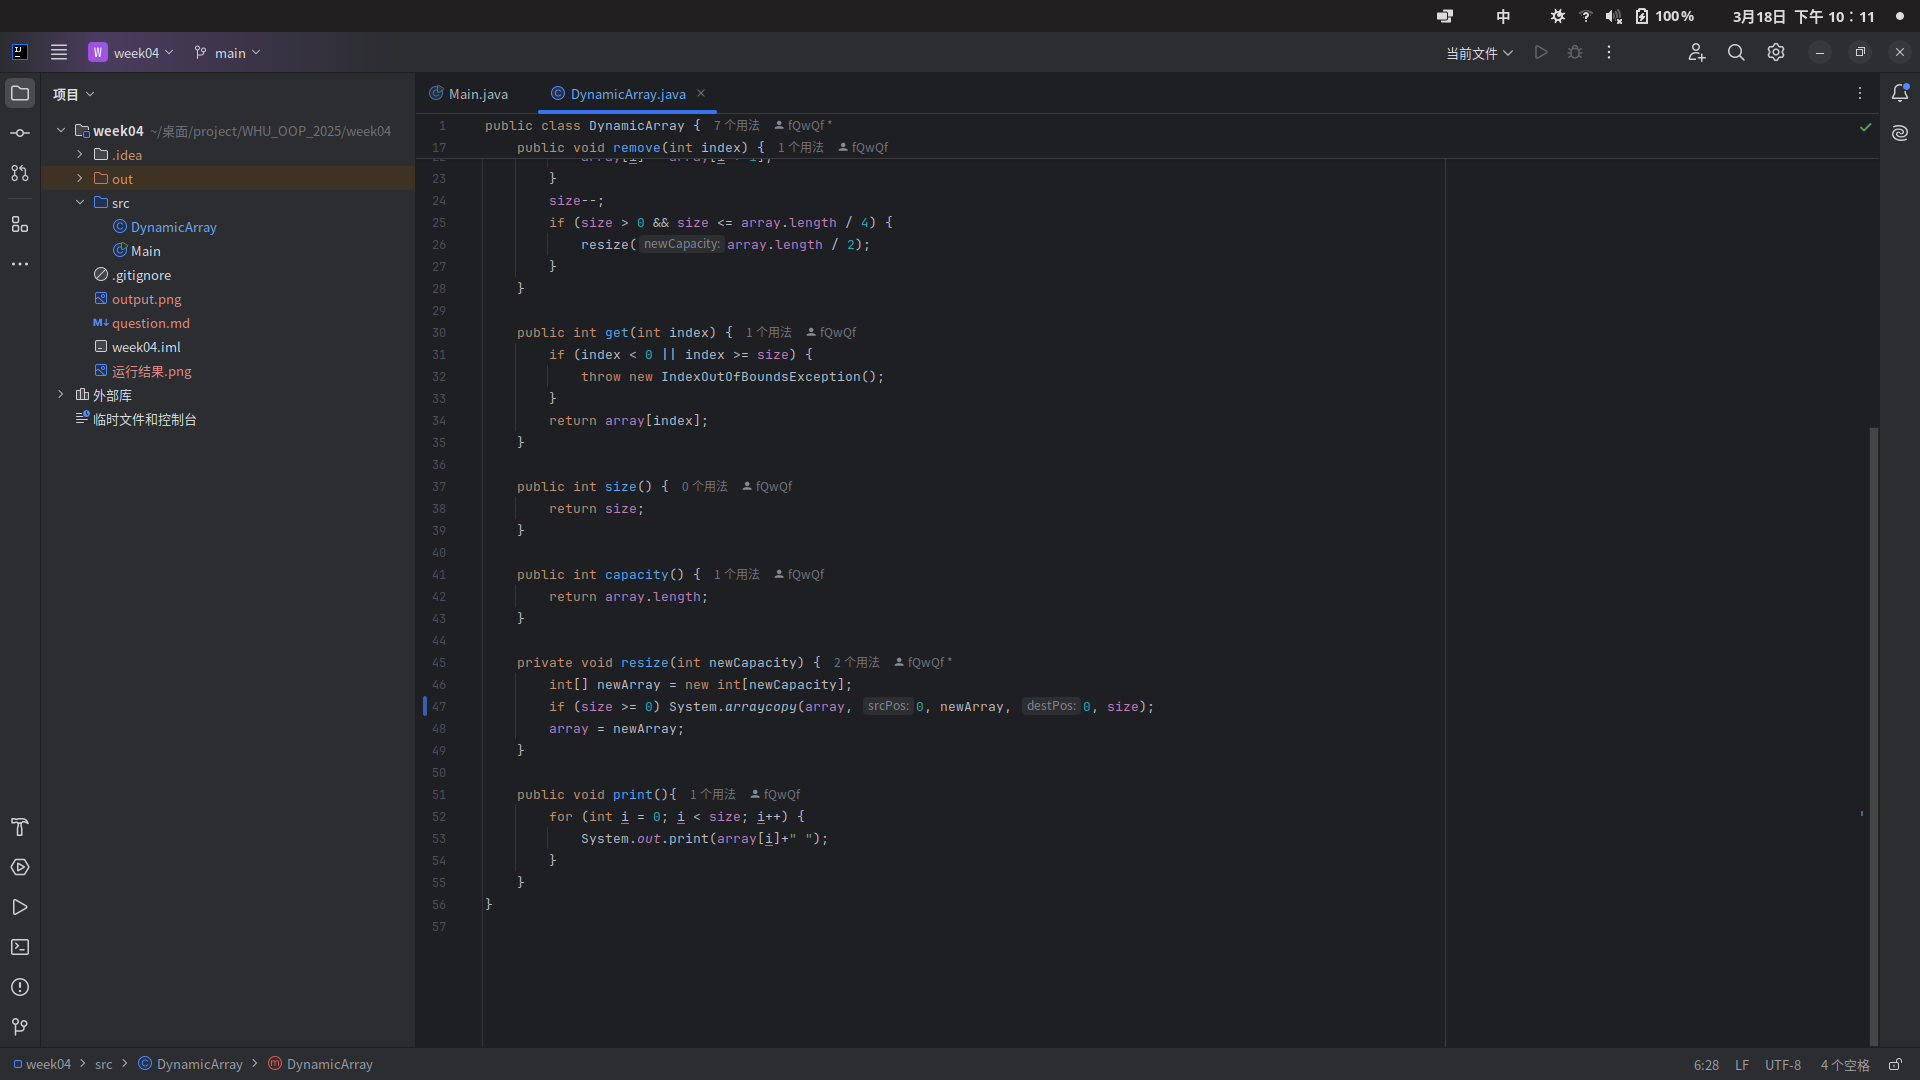 中 100% 3月18日 下午 10：11
W week04 main 当前文件
项目
week04 ~/桌面/project/WHU_OOP_2025/week04
.idea
out
src
DynamicArray
Main
.gitignore
output.png
question.md
week04.iml
运行结果.png
外部库
临时文件和控制台
Main.java DynamicArray.java
1 public class DynamicArray { 7 个用法 fQwQf *
17 public void remove(int index) { 1 个用法 fQwQf
23 }
24 size--;
25 if (size > 0 && size <= array.length / 4) {
26 resize( newCapacity: array.length / 2);
27 }
28 }
29
30 public int get(int index) { 1 个用法 fQwQf
31 if (index < 0 || index >= size) {
32 throw new IndexOutOfBoundsException();
33 }
34 return array[index];
35 }
36
37 public int size() { 0 个用法 fQwQf
38 return size;
39 }
40
41 public int capacity() { 1 个用法 fQwQf
42 return array.length;
43 }
44
45 private void resize(int newCapacity) { 2 个用法 fQwQf *
46 int[] newArray = new int[newCapacity];
47 if (size >= 0) System.arraycopy(array, srcPos: 0, newArray, destPos: 0, size);
48 array = newArray;
49 }
50
51 public void print(){ 1 个用法 fQwQf
52 for (int i = 0; i < size; i++) {
53 System.out.print(array[i]+" ");
54 }
55 }
56 }
57
week04 src DynamicArray DynamicArray 6:28 LF UTF-8 4 个空格